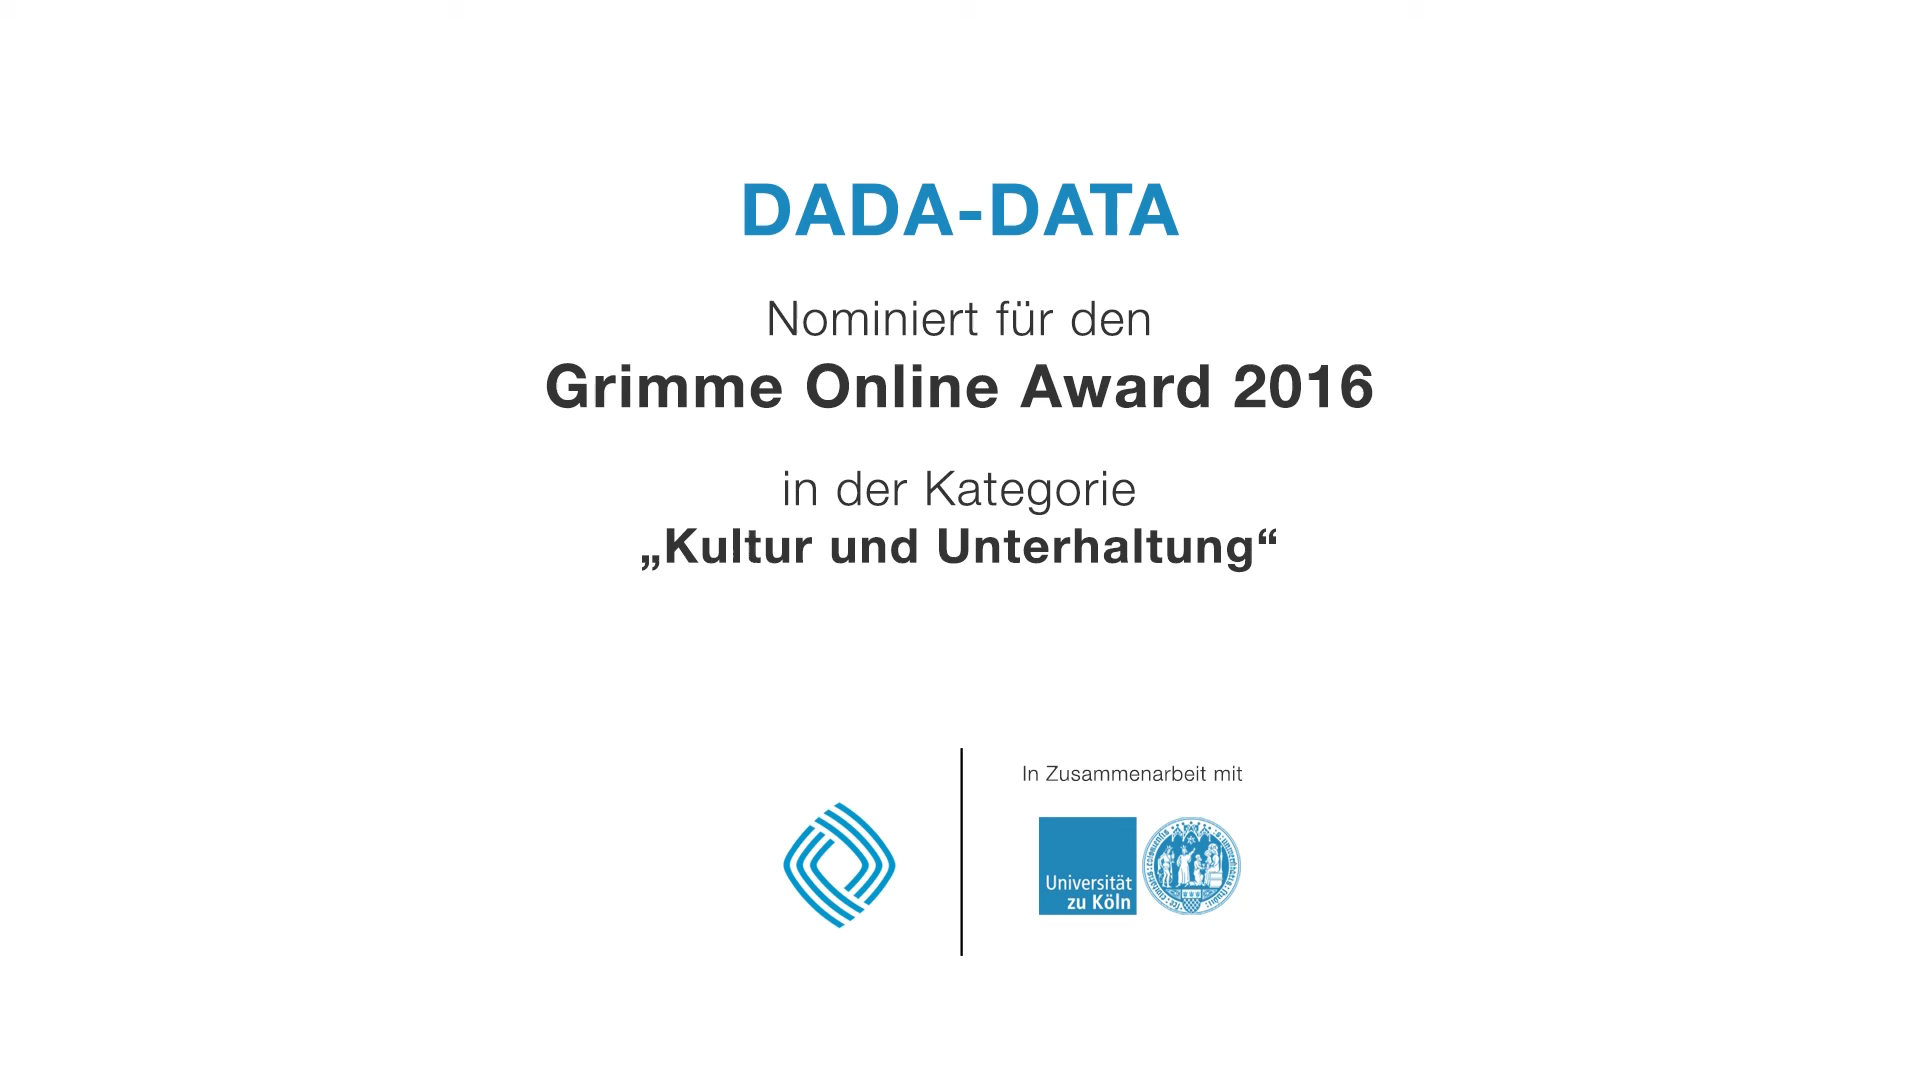 DADA-DATA
Nominiert für den
Grimme Online Award 2016
in der Kategorie
„Kultur und Unterhaltung“
In Zusammenarbeit mit
Universität
zu Köln